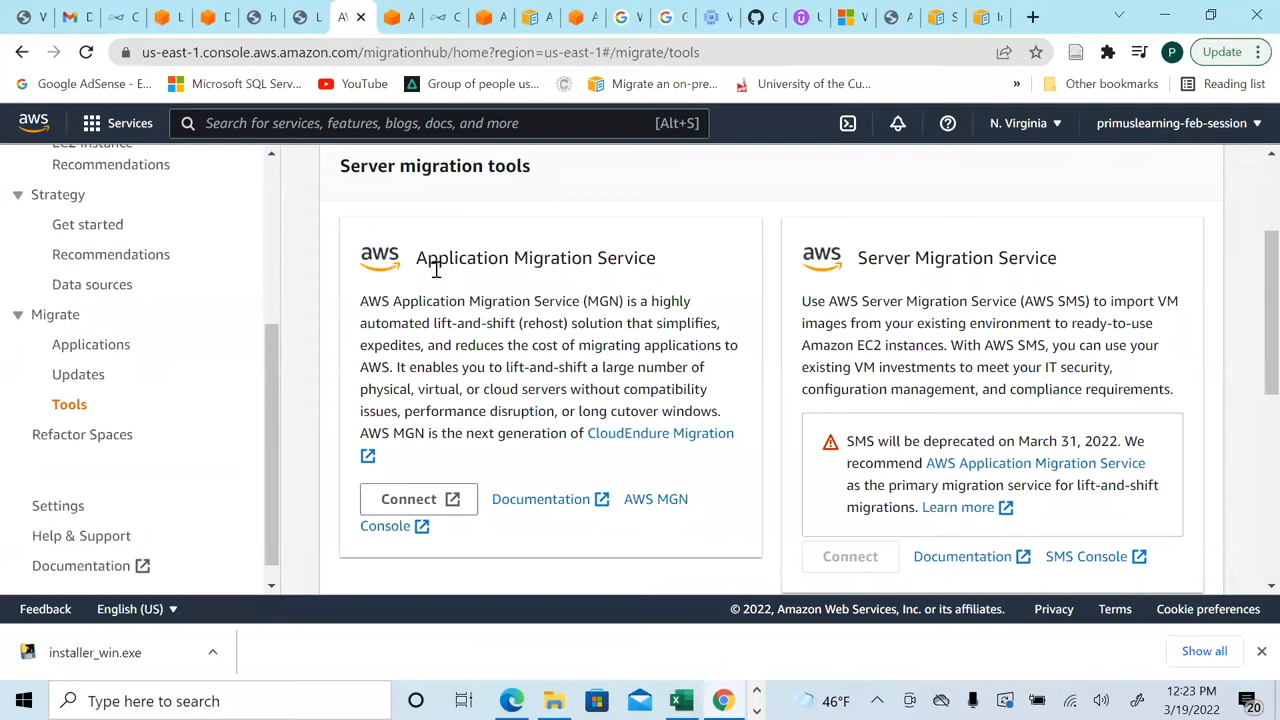 us-east-1.console.aws.amazon.com/migrationhub/home?region=us-east-1#/migrate/tools
Update
Google AdSense - E...
Microsoft SQL Serv...
YouTube
Group of people us...
Migrate an on-pre...
University of the Cu...
»
Other bookmarks
Reading list
aws
Services
Search for services, features, blogs, docs, and more
[Alt+S]
N. Virginia
primuslearning-feb-session
Recommendations
Strategy
Get started
Recommendations
Data sources
Migrate
Applications
Updates
Tools
Refactor Spaces
Settings
Help & Support
Documentation
Server migration tools
aws
Application Migration Service
AWS Application Migration Service (MGN) is a highly
automated lift-and-shift (rehost) solution that simplifies,
expedites, and reduces the cost of migrating applications to
AWS. It enables you to lift-and-shift a large number of
physical, virtual, or cloud servers without compatibility
issues, performance disruption, or long cutover windows.
AWS MGN is the next generation of CloudEndure Migration
Connect
Documentation
AWS MGN
Console
aws
Server Migration Service
Use AWS Server Migration Service (AWS SMS) to import VM
images from your existing environment to ready-to-use
Amazon EC2 instances. With AWS SMS, you can use your
existing VM investments to meet your IT security,
configuration management, and compliance requirements.
SMS will be deprecated on March 31, 2022. We
recommend AWS Application Migration Service
as the primary migration service for lift-and-shift
migrations. Learn more
Connect
Documentation
SMS Console
Feedback
English (US)
© 2022, Amazon Web Services, Inc. or its affiliates.
Privacy
Terms
Cookie preferences
installer_win.exe
Show all
Type here to search
46°F
12:23 PM
3/19/2022
20